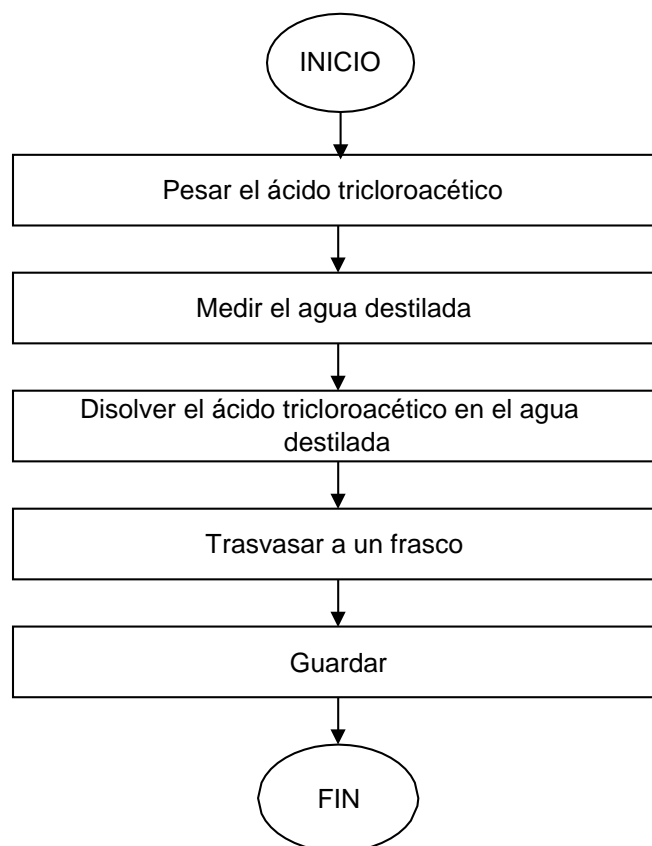 INICIO
Pesar el ácido tricloroacético
Medir el agua destilada
Disolver el ácido tricloroacético en el agua
destilada
Trasvasar a un frasco
Guardar
FIN